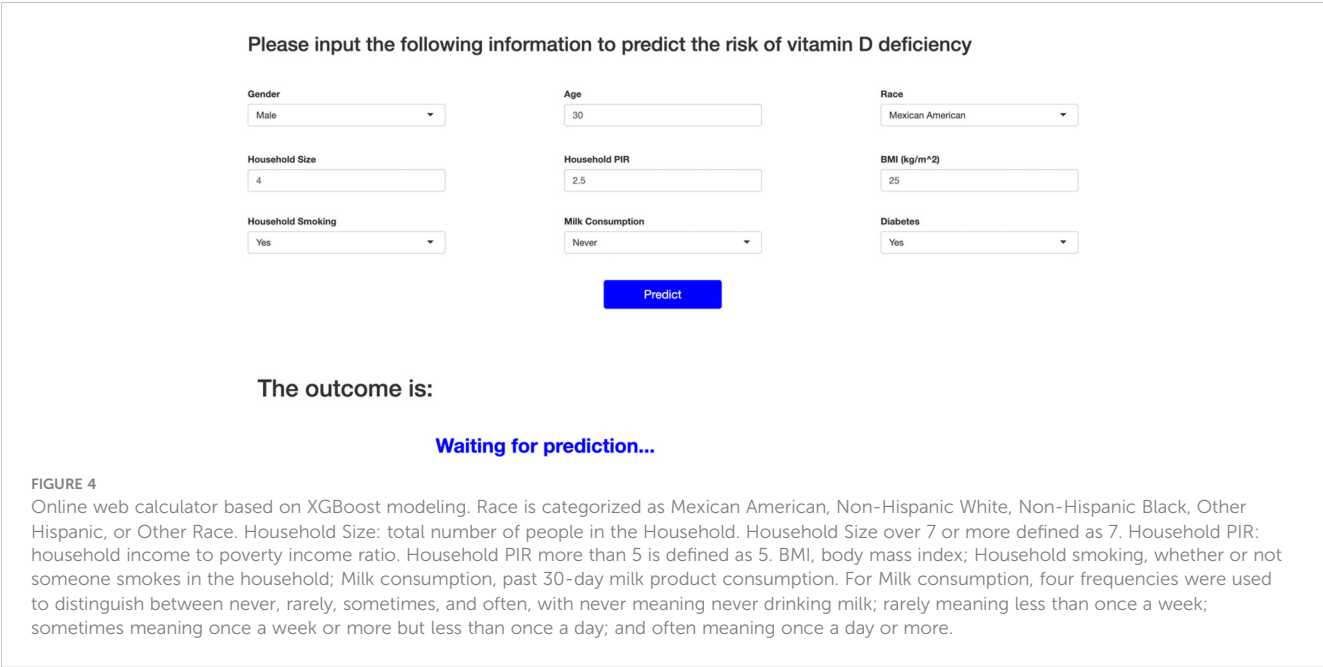 Please input the following information to predict the risk of vitamin D deficiency
Gender
Age
Race
Male
30
Mexican American
Household Size
Household PIR
BMI (kg/m^2)
4
2.5
25
Household Smoking
Milk Consumption
Diabetes
Yes
Never
Yes
Predict
The outcome is:
Waiting for prediction...
FIGURE 4
Online web calculator based on XGBoost modeling. Race is categorized as Mexican American, Non-Hispanic White, Non-Hispanic Black, Other
Hispanic, or Other Race. Household Size: total number of people in the Household. Household Size over 7 or more defined as 7. Household PIR:
household income to poverty income ratio. Household PIR more than 5 is defined as 5. BMI, body mass index; Household smoking, whether or not
someone smokes in the household; Milk consumption, past 30-day milk product consumption. For Milk consumption, four frequencies were used
to distinguish between never, rarely, sometimes, and often, with never meaning never drinking milk; rarely meaning less than once a week;
sometimes meaning once a week or more but less than once a day; and often meaning once a day or more.